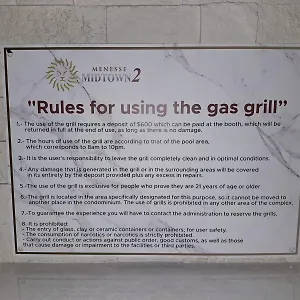 MENESSE
MIDTOWN 2
"Rules for using the gas grill"
1.- The use of the grill requires a deposit of $600 which can be paid at the booth, which will be
returned in full at the end of use, as long as there is no damage.
2.- The hours of use of the grill are according to that of the pool area,
which corresponds to 8am to 10pm.
3.- It is the user's responsibility to leave the grill completely clean and in optimal conditions.
4.- Any damage that is generated in the grill or in the surrounding areas will be covered
in its entirety by the deposit provided plus any excess in repairs.
5.-The use of the grill is exclusive for people who prove they are 21 years of age or older
6.-The grill is located in the area specifically designated for this purpose, so it cannot be moved to
another place in the condominium. The use of grills is prohibited in any other area of the complex.
7.-To guarantee the experience you will have to contact the administration to reserve the grills.
8. It is prohibited:
- The entry of glass, clay or ceramic containers or containers; for user safety.
- The consumption of narcotics or narcotics is strictly prohibited.
- Carry out conduct or actions against public order, good customs, as well as those
that cause damage or impairment to the facilities or third parties.